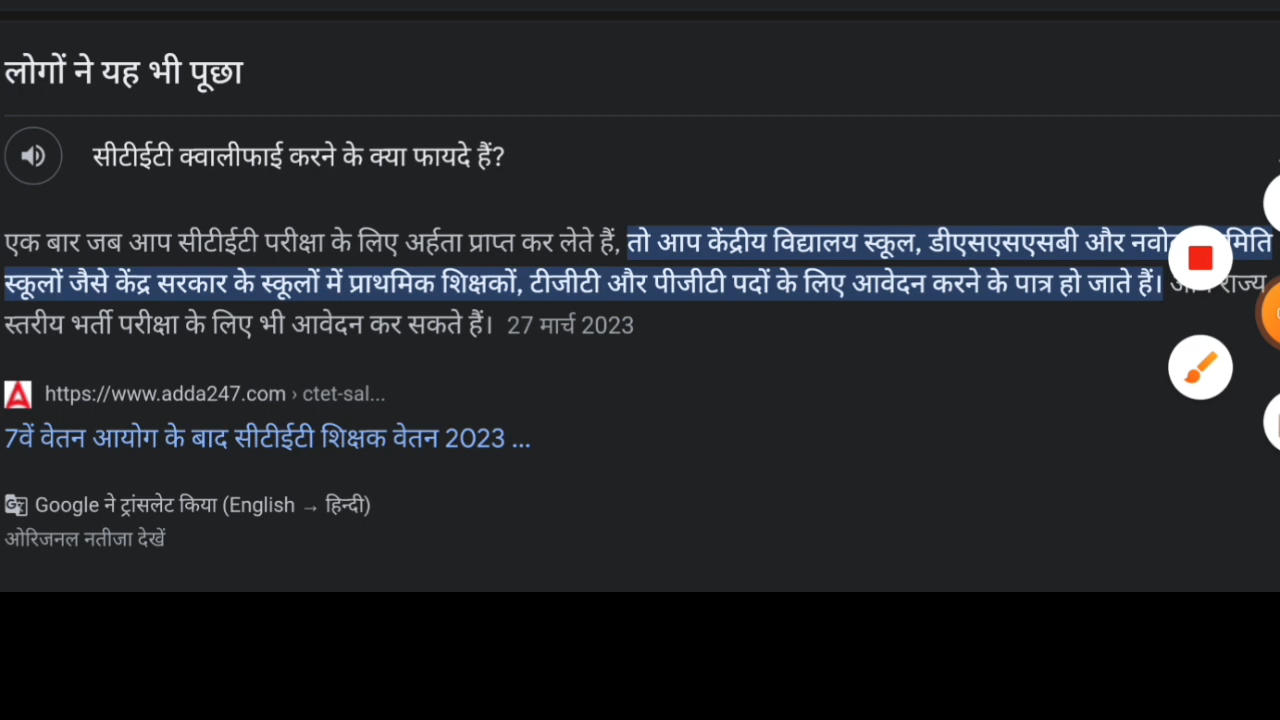 लोगों ने यह भी पूछा
सीटीईटी क्वालीफाई करने के क्या फायदे हैं?
एक बार जब आप सीटीईटी परीक्षा के लिए अर्हता प्राप्त कर लेते हैं, तो आप केंद्रीय विद्यालय स्कूल, डीएसएसएसबी और
स्कूलों जैसे केंद्र सरकार के स्कूलों में प्राथमिक शिक्षकों, टीजीटी और पीजीटी पदों के लिए आवेदन करने के पात्र हो जाते हैं। राज्य
स्तरीय भर्ती परीक्षा के लिए भी आवेदन कर सकते हैं। 27 मार्च 2023
https://www.adda247.com › ctet-sal...
7वें वेतन आयोग के बाद सीटीईटी शिक्षक वेतन 2023 ...
Google ने ट्रांसलेट किया (English → हिन्दी)
ओरिजनल नतीजा देखें